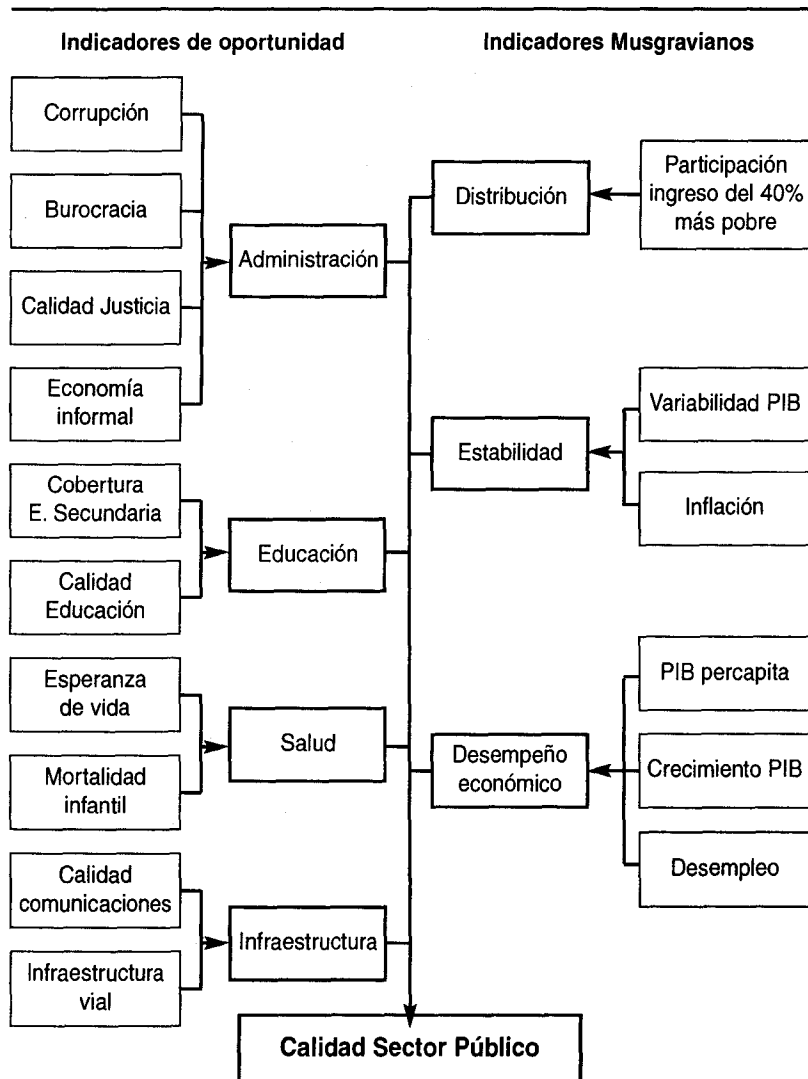 Indicadores de oportunidad
Corrupción
Burocracia
Calidad Justicia
Economía
informal
Administración
Cobertura
E. Secundaria
Calidad
Educación
Educación
Esperanza
de vida
Mortalidad
infantil
Salud
Calidad
comunicaciones
Infraestructura
vial
Infraestructura
Indicadores Musgravianos
Distribución
Participación
ingreso del 40%
más pobre
Estabilidad
Variabilidad PIB
Inflación
Desempeño
económico
PIB percapita
Crecimiento PIB
Desempleo
Calidad Sector Público